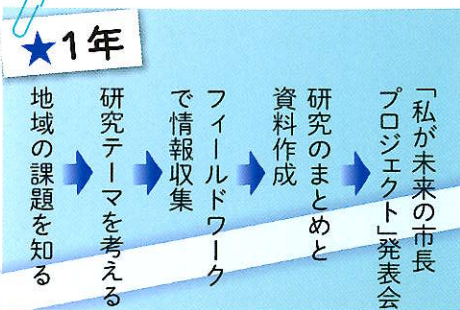 ★1年
地域の課題を知る
研究テーマを考える
フィールドワーク
で情報収集
研究のまとめと
資料作成
「私が未来の市長
プロジェクト」発表会